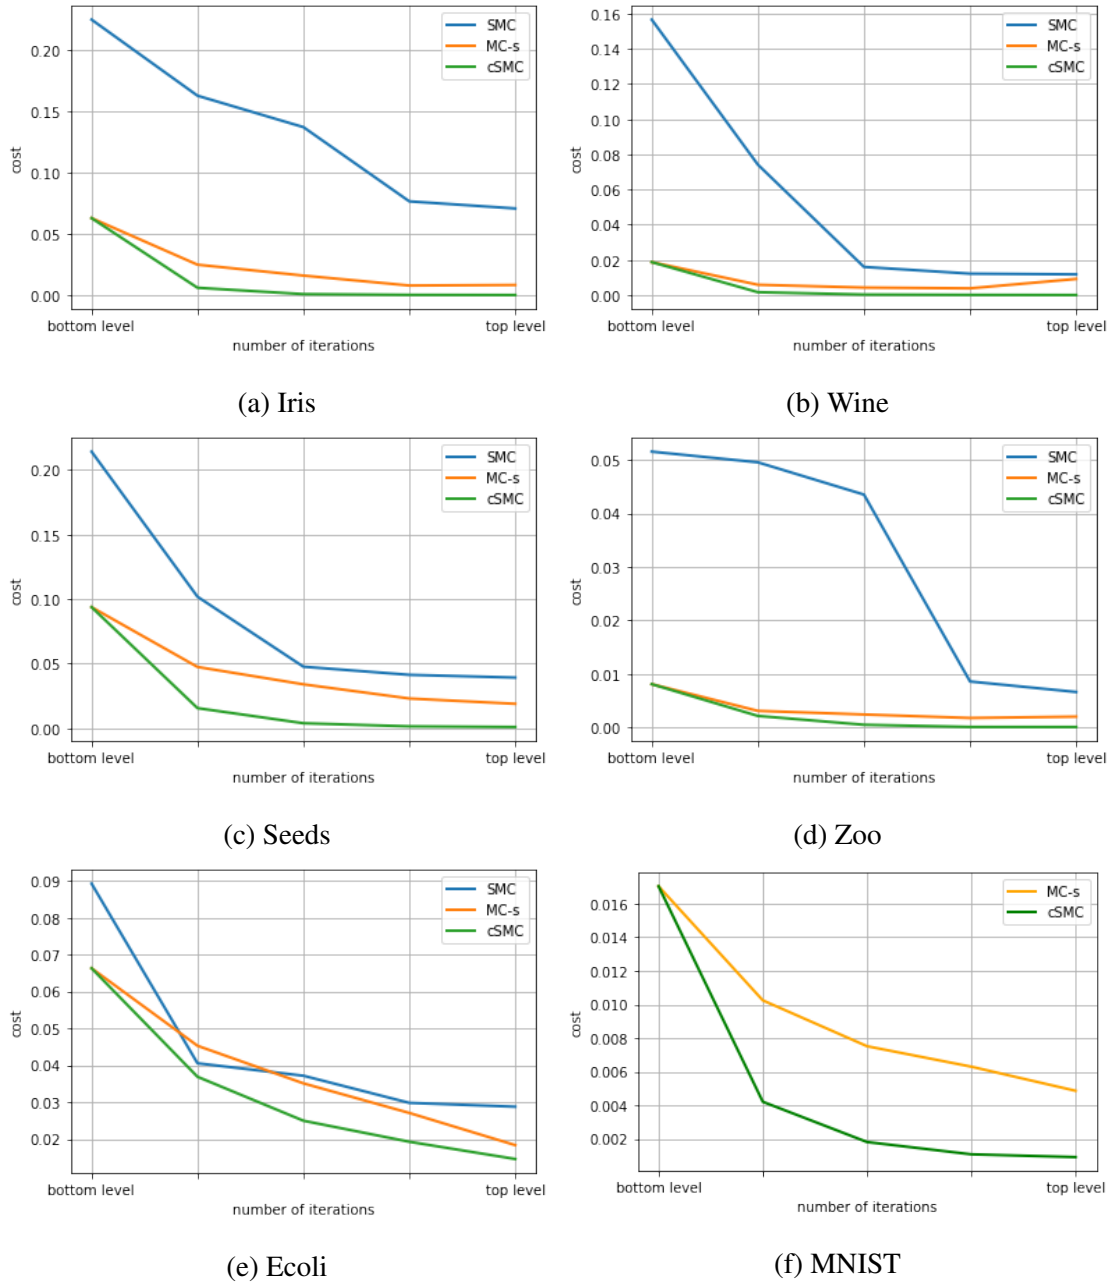 0.20
0.15
0.10
0.05
0.00
cost
SMC
MC-s
cSMC
bottom level
top level
number of iterations
(a) Iris
0.16
0.14
0.12
0.10
0.08
0.06
0.04
0.02
0.00
cost
SMC
MC-s
cSMC
bottom level
top level
number of iterations
(b) Wine
0.20
0.15
0.10
0.05
0.00
cost
SMC
MC-s
cSMC
bottom level
top level
number of iterations
(c) Seeds
0.05
0.04
0.03
0.02
0.01
0.00
cost
SMC
MC-s
cSMC
bottom level
top level
number of iterations
(d) Zoo
0.09
0.08
0.07
0.06
0.05
0.04
0.03
0.02
cost
SMC
MC-s
cSMC
bottom level
top level
number of iterations
(e) Ecoli
0.016
0.014
0.012
0.010
0.008
0.006
0.004
0.002
cost
MC-s
cSMC
bottom level
top level
number of iterations
(f) MNIST